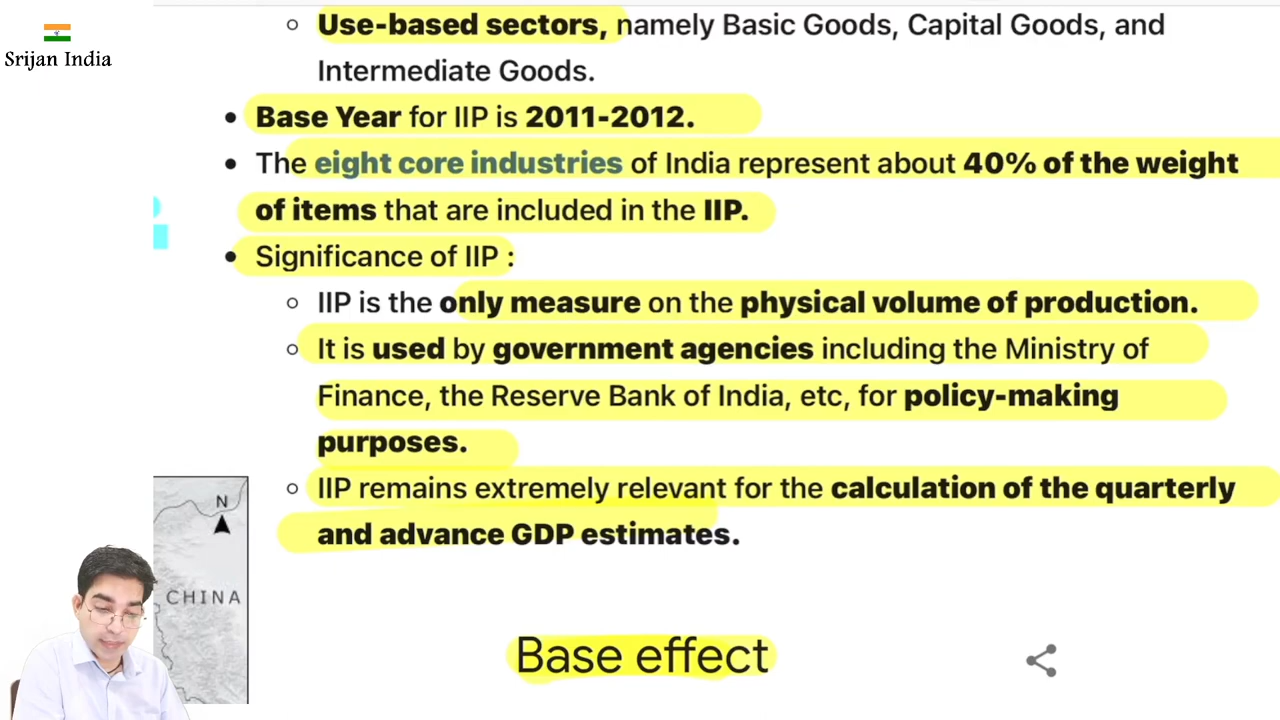 Srijan India
Use-based sectors, namely Basic Goods, Capital Goods, and
Intermediate Goods.
Base Year for IIP is 2011-2012.
The eight core industries of India represent about 40% of the weight
of items that are included in the IIP.
Significance of IIP :
IIP is the only measure on the physical volume of production.
It is used by government agencies including the Ministry of
Finance, the Reserve Bank of India, etc, for policy-making
purposes.
IIP remains extremely relevant for the calculation of the quarterly
and advance GDP estimates.
N
CHINA
Base effect